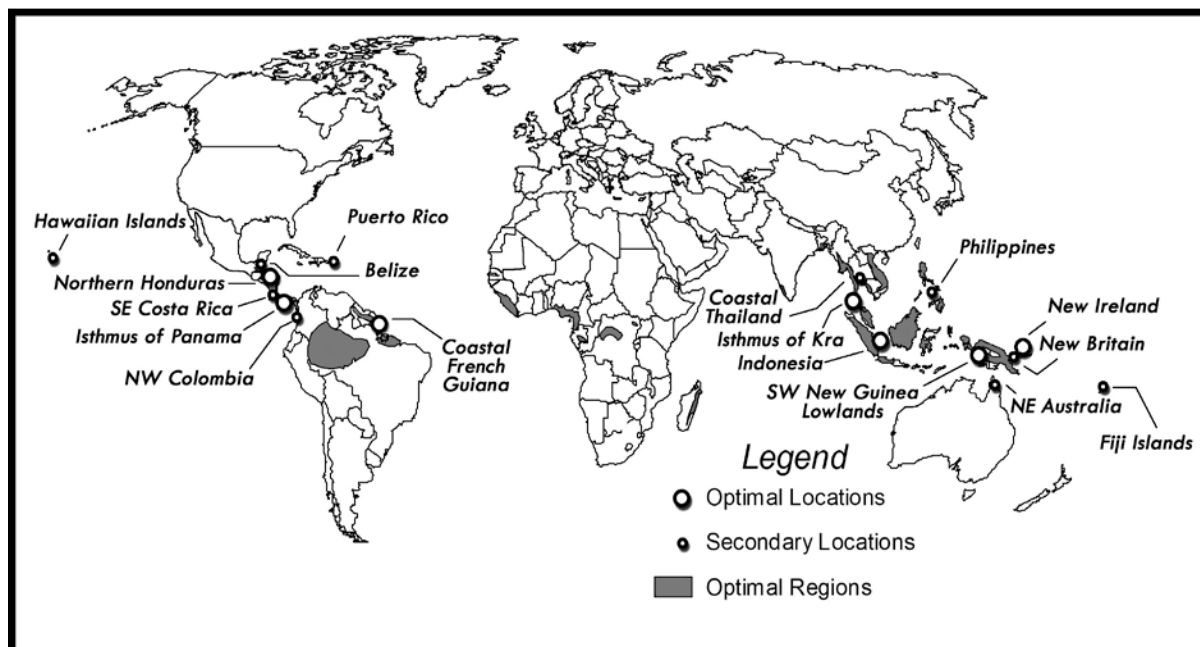 Hawaiian Islands
Puerto Rico
Belize
Northern Honduras
SE Costa Rica
Isthmus of Panama
NW Colombia
Coastal
French
Guiana
Philippines
Coastal
Thailand
Isthmus of Kra
Indonesia
New Ireland
New Britain
SW New Guinea
Lowlands
NE Australia
Fiji Islands
Legend
Optimal Locations
Secondary Locations
Optimal Regions